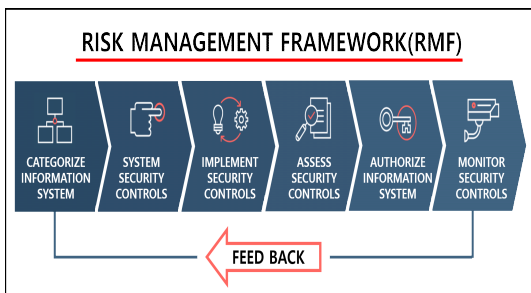 RISK MANAGEMENT FRAMEWORK(RMF)
CATEGORIZE
INFORMATION
SYSTEM
SYSTEM
SECURITY
CONTROLS
IMPLEMENT
SECURITY
CONTROLS
ASSESS
SECURITY
CONTROLS
AUTHORIZE
INFORMATION
SYSTEM
MONITOR
SECURITY
CONTROLS
FEED BACK